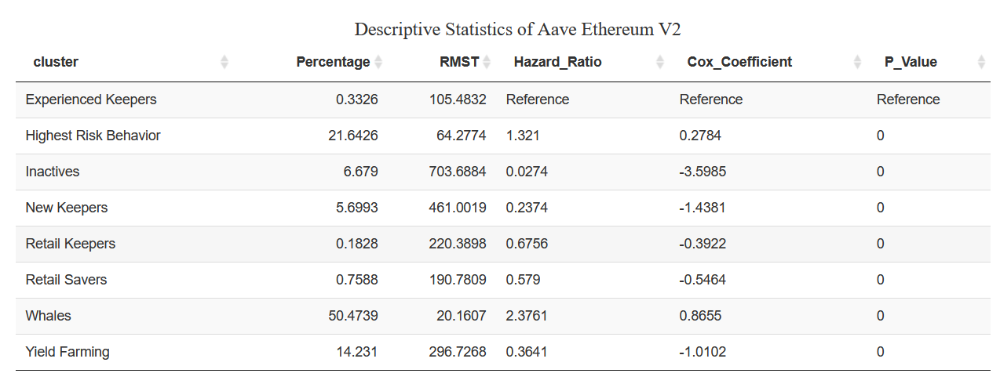 Descriptive Statistics of Aave Ethereum V2
cluster Percentage RMST Hazard_Ratio Cox_Coefficient P_Value
Experienced Keepers 0.3326 105.4832 Reference Reference Reference
Highest Risk Behavior 21.6426 64.2774 1.321 0.2784 0
Inactives 6.679 703.6884 0.0274 -3.5985 0
New Keepers 5.6993 461.0019 0.2374 -1.4381 0
Retail Keepers 0.1828 220.3898 0.6756 -0.3922 0
Retail Savers 0.7588 190.7809 0.579 -0.5464 0
Whales 50.4739 20.1607 2.3761 0.8655 0
Yield Farming 14.231 296.7268 0.3641 -1.0102 0